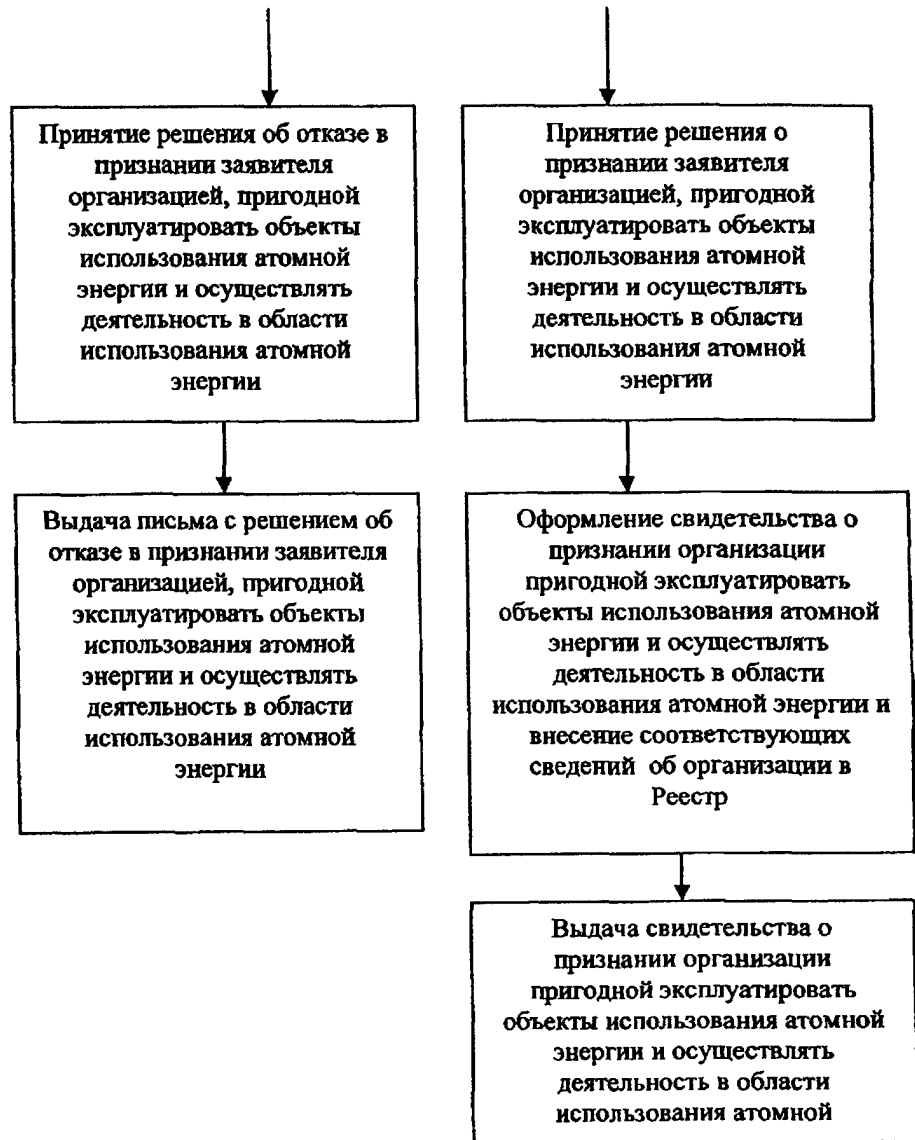 Принятие решения об отказе в
признании заявителя
организацией, пригодной
эксплуатировать объекты
использования атомной
энергии и осуществлять
деятельность в области
использования атомной
энергии
Принятие решения о
признании заявителя
организацией, пригодной
эксплуатировать объекты
использования атомной
энергии и осуществлять
деятельность в области
использования атомной
энергии
Выдача письма с решением об
отказе в признании заявителя
организацией, пригодной
эксплуатировать объекты
использования атомной
энергии и осуществлять
деятельность в области
использования атомной
энергии
Оформление свидетельства о
признании организации
пригодной эксплуатировать
объекты использования атомной
энергии и осуществлять
деятельность в области
использования атомной энергии и
внесение соответствующих
сведений об организации в
Реестр
Выдача свидетельства о
признании организации
пригодной эксплуатировать
объекты использования атомной
энергии и осуществлять
деятельность в области
использования атомной